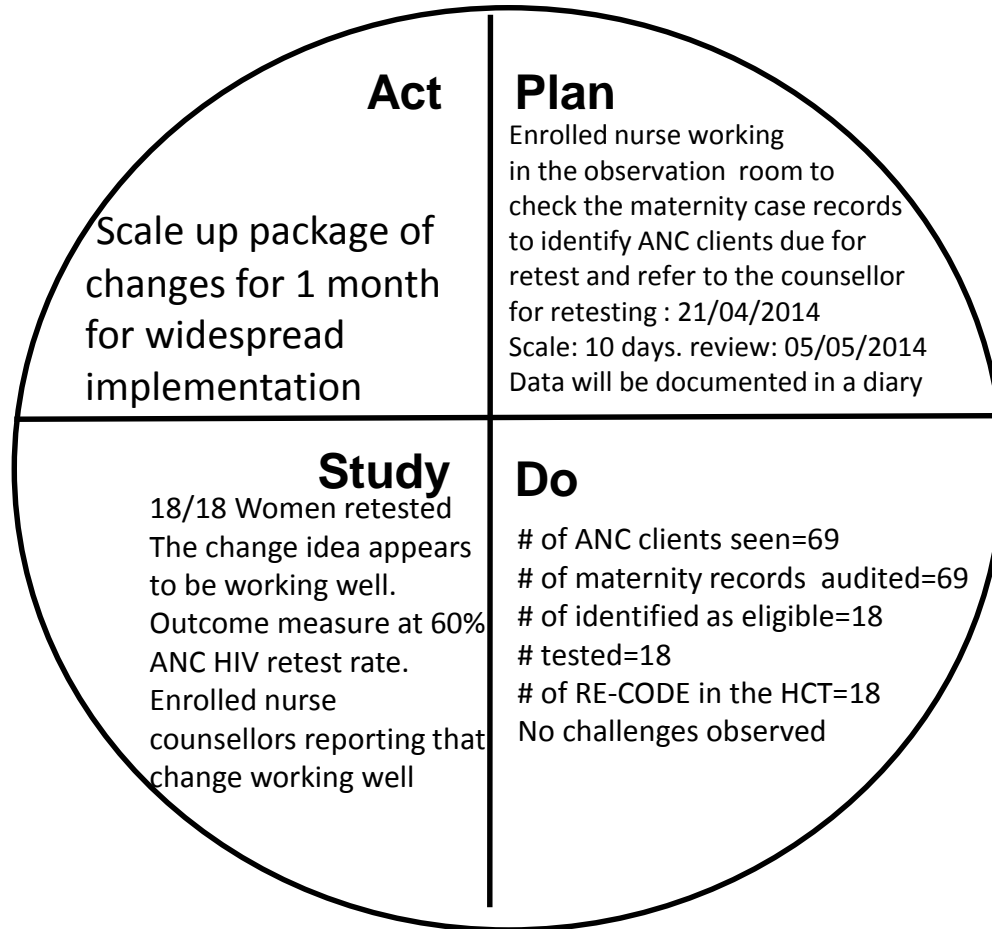 Act
Scale up package of
changes for 1 month
for widespread
implementation
Plan
Enrolled nurse working
in the observation room to
check the maternity case records
to identify ANC clients due for
retest and refer to the counsellor
for retesting : 21/04/2014
Scale: 10 days. review: 05/05/2014
Data will be documented in a diary
Study
18/18 Women retested
The change idea appears
to be working well.
Outcome measure at 60%
ANC HIV retest rate.
Enrolled nurse
counsellors reporting that
change working well
Do
# of ANC clients seen=69
# of maternity records audited=69
# of identified as eligible=18
# tested=18
# of RE-CODE in the HCT=18
No challenges observed